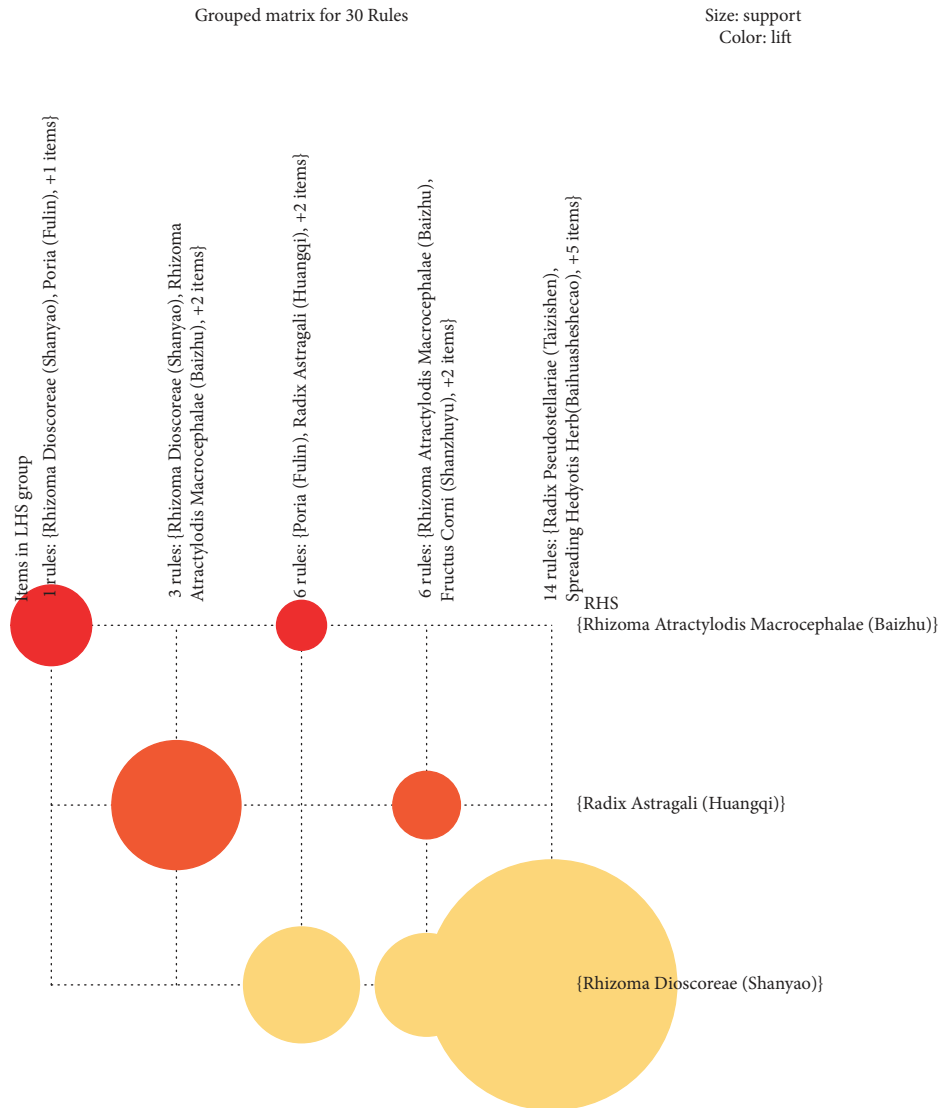 Grouped matrix for 30 Rules
Size: support
Color: lift
Items in LHS group
1 rules: {Rhizoma Dioscoreae (Shanyao), Poria (Fulin), +1 items}
3 rules: {Rhizoma Dioscoreae (Shanyao), Rhizoma
Atractylodis Macrocephalae (Baizhu), +2 items}
6 rules: {Poria (Fulin), Radix Astragali (Huangqi), +2 items}
6 rules: {Rhizoma Atractylodis Macrocephalae (Baizhu),
Fructus Corni (Shanzhuyu), +2 items}
14 rules: {Radix Pseudostellariae (Taizishen),
Spreading Hedyotis Herb(Baihuasheshecao), +5 items}
RHS
{Rhizoma Atractylodis Macrocephalae (Baizhu)}
{Radix Astragali (Huangqi)}
{Rhizoma Dioscoreae (Shanyao)}